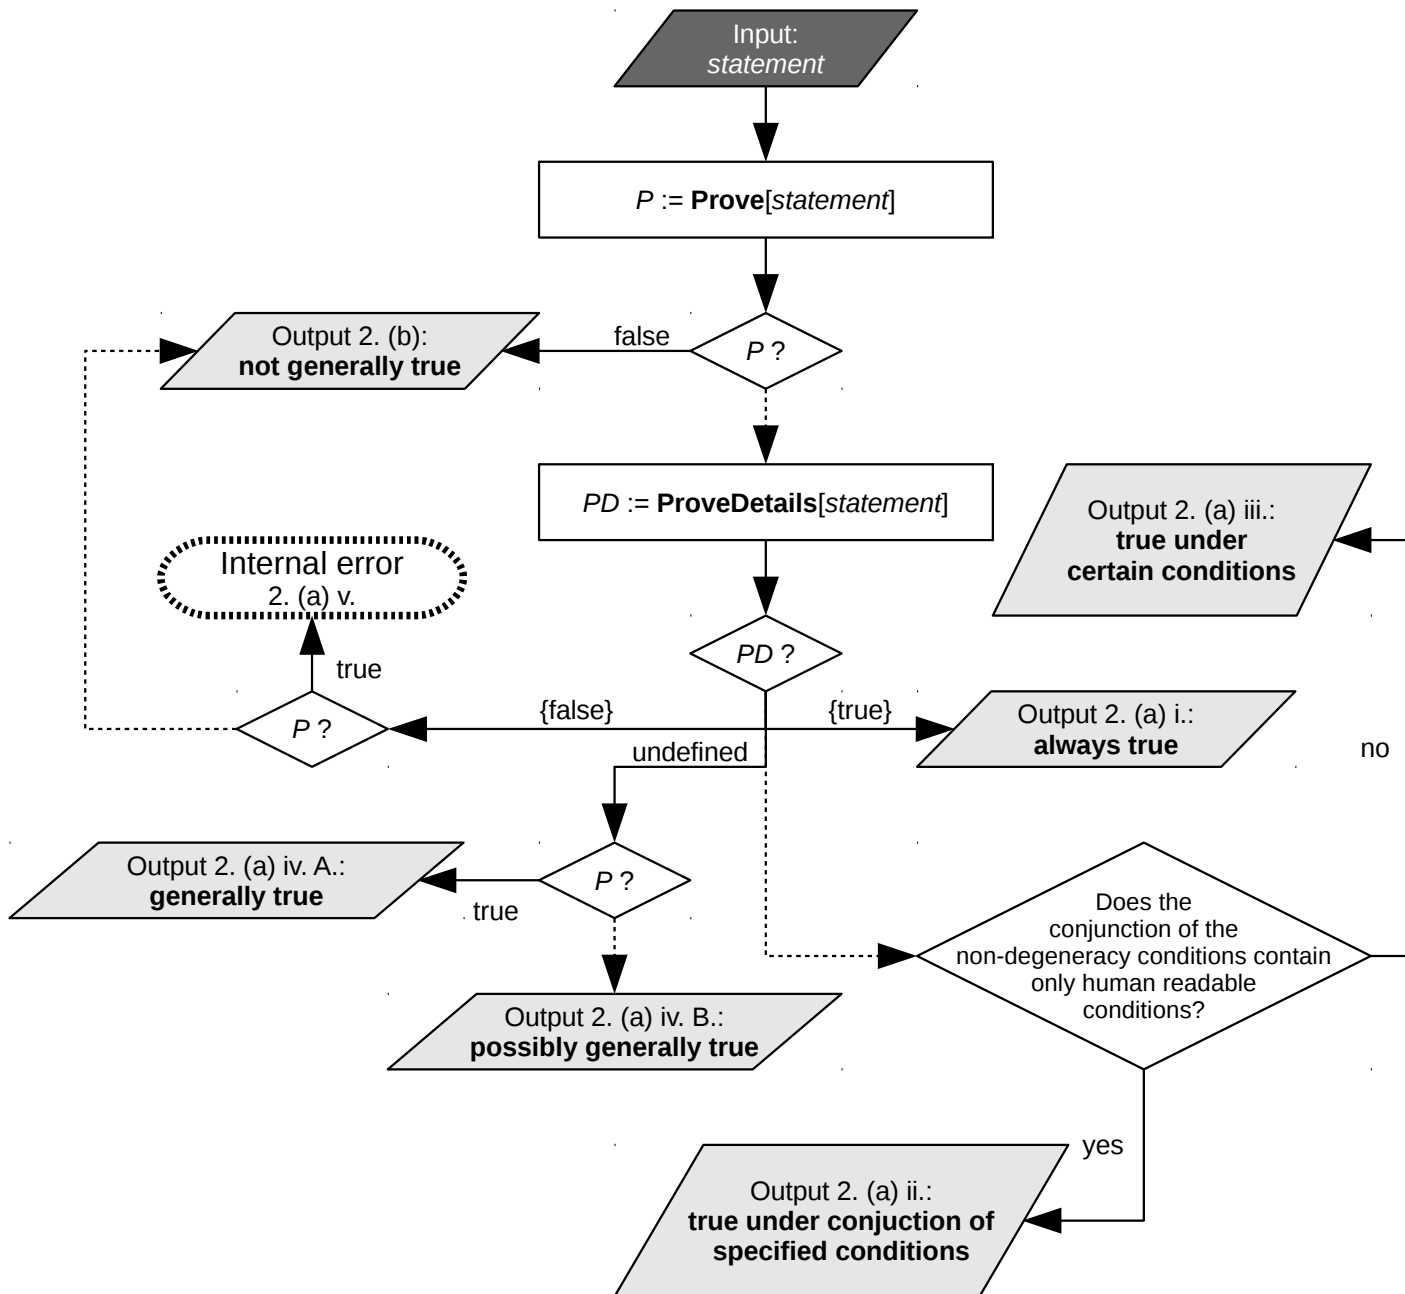 Input:
statement
P := Prove[statement]
Output 2. (b):
not generally true
false
P ?
PD := ProveDetails[statement]
Output 2. (a) iii.:
true under
certain conditions
Internal error
2. (a) v.
PD ?
true
P ?
{false}
{true}
Output 2. (a) i.:
always true
undefined
no
Output 2. (a) iv. A.:
generally true
P ?
true
Does the
conjunction of the
non-degeneracy conditions contain
only human readable
conditions?
Output 2. (a) iv. B.:
possibly generally true
yes
Output 2. (a) ii.:
true under conjuction of
specified conditions